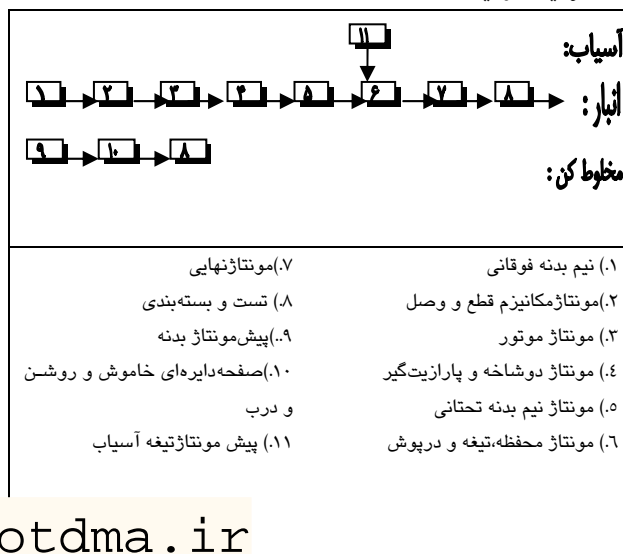 ۱۱
آسیاب:
۱ ۲ ۳ ۴ ۵ ۶ ۷ ۸
انبار :
۹ ۱۰ ۸
مخلوط کن :
۱.) نیم بدنه فوقانی
۲.)مونتاژمکانیزم قطع و وصل
۳.) مونتاژ موتور
٤.) مونتاژ دوشاخه و پارازیت‌گیر
٥.) مونتاژ نیم بدنه تحتانی
٦.) مونتاژ محفظه،تیغه و درپوش
۷.)مونتاژنهایی
۸.) تست و بسته‌بندی
۹..)پیش‌مونتاژ بدنه
۱۰.)صفحه‌دایره‌ای خاموش و روشن
و درب
۱۱.) پیش مونتاژتیغه آسیاب
otdma.ir